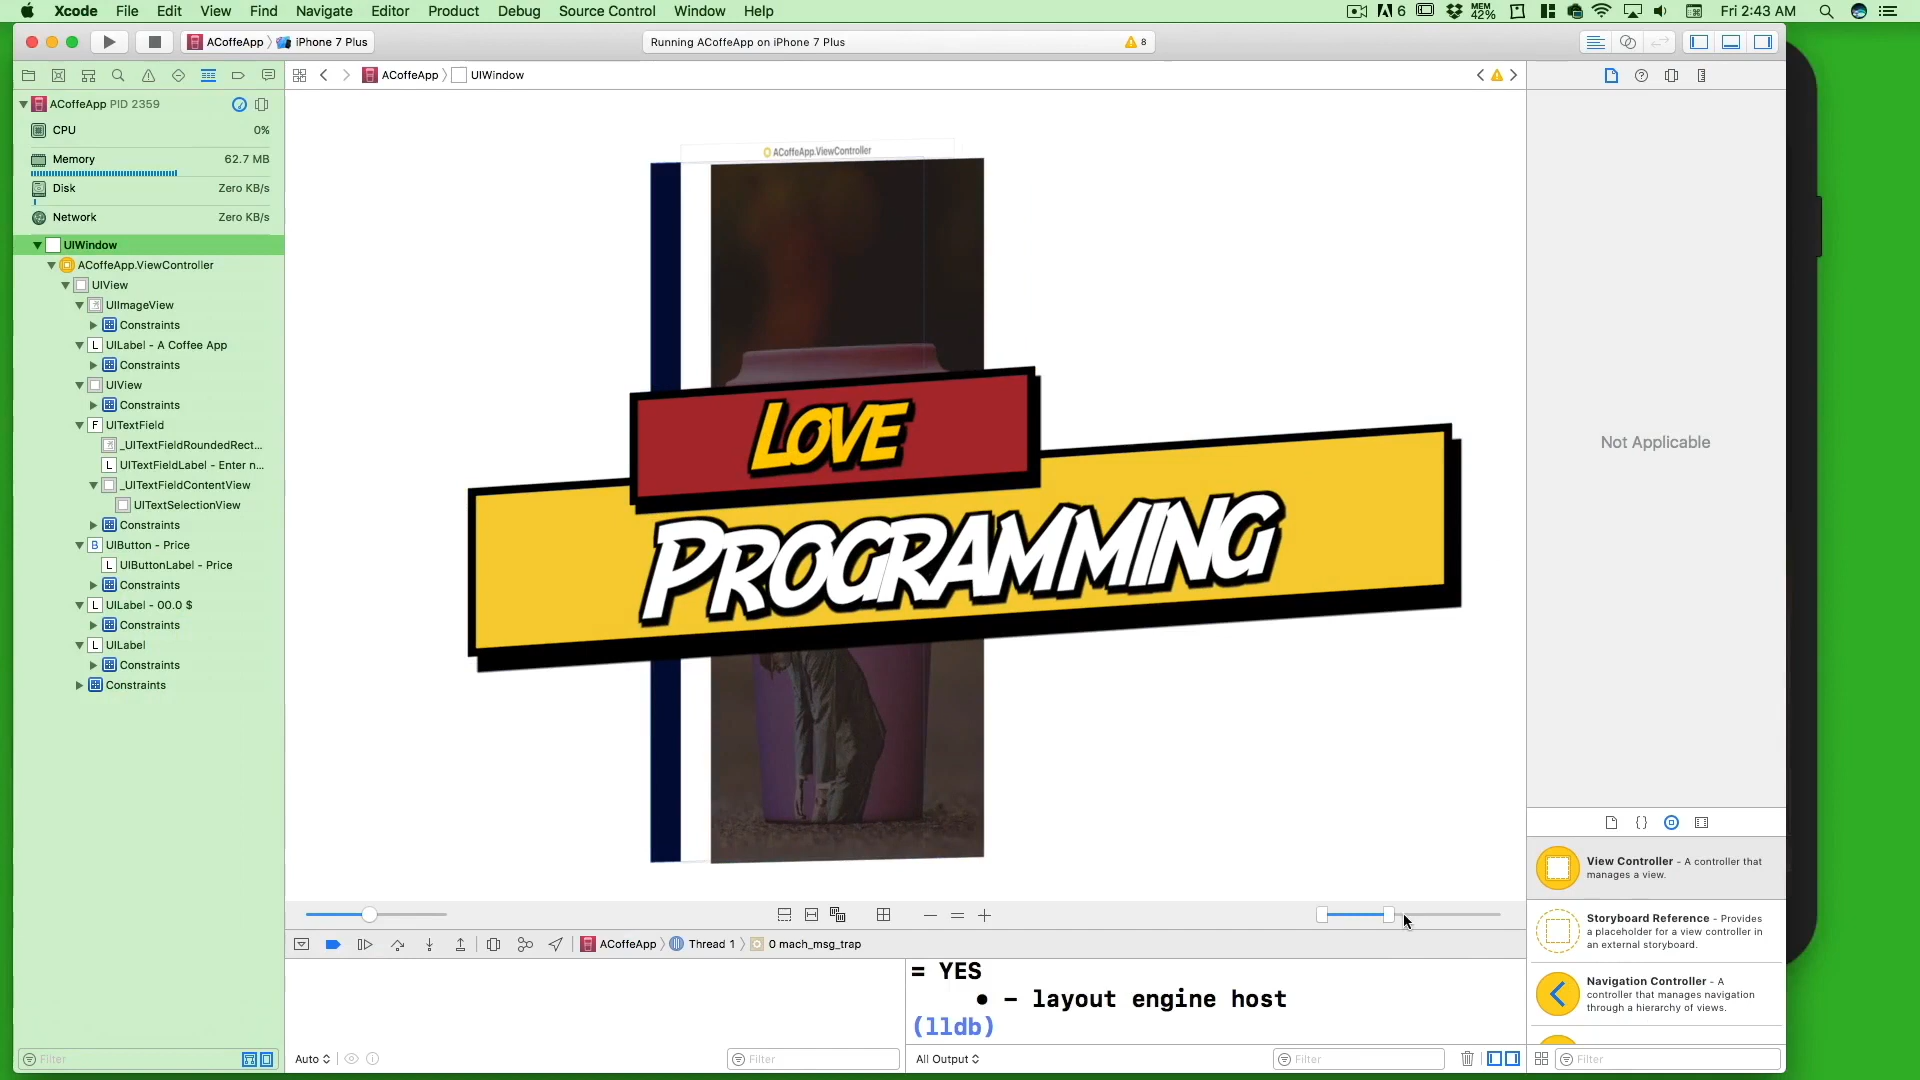 Xcode File Edit View Find Navigate Editor Product Debug Source Control Window Help
6 MEM 42% Fri 2:43 AM
ACoffeApp iPhone 7 Plus
Running ACoffeApp on iPhone 7 Plus
8
ACoffeApp UIWindow
ACoffeApp PID 2359
CPU 0%
Memory 62.7 MB
Disk Zero KB/s
Network Zero KB/s
UIWindow
ACoffeApp.ViewController
UIView
UIImageView
Constraints
L UILabel - A Coffee App
Constraints
UIView
Constraints
F UITextField
_UITextFieldRoundedRect...
L UITextFieldLabel - Enter n...
_UITextFieldContentView
UITextSelectionView
Constraints
B UIButton - Price
L UIButtonLabel - Price
Constraints
L UILabel - 00.0 $
Constraints
L UILabel
Constraints
Constraints
Filter
ACoffeApp.ViewController
LOVE
PROGRAMMING
ACoffeApp Thread 1 0 mach_msg_trap
= YES
• - layout engine host
(lldb)
Auto
Filter
All Output
Filter
Not Applicable
View Controller - A controller that
manages a view.
Storyboard Reference - Provides
a placeholder for a view controller in
an external storyboard.
Navigation Controller - A
controller that manages navigation
through a hierarchy of views.
Filter